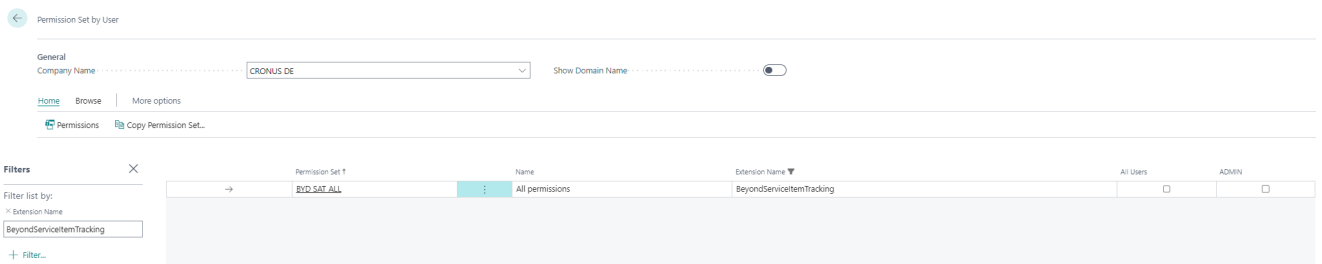 Permission Set by User
General
Company Name CRONUS DE Show Domain Name
Home Browse More options
Permissions Copy Permission Set...
Filters
Permission Set ↑ Name Extension Name All Users ADMIN
→ BYD SAT ALL All permissions BeyondServiceItemTracking
Filter list by:
× Extension Name
BeyondServiceItemTracking
+ Filter...